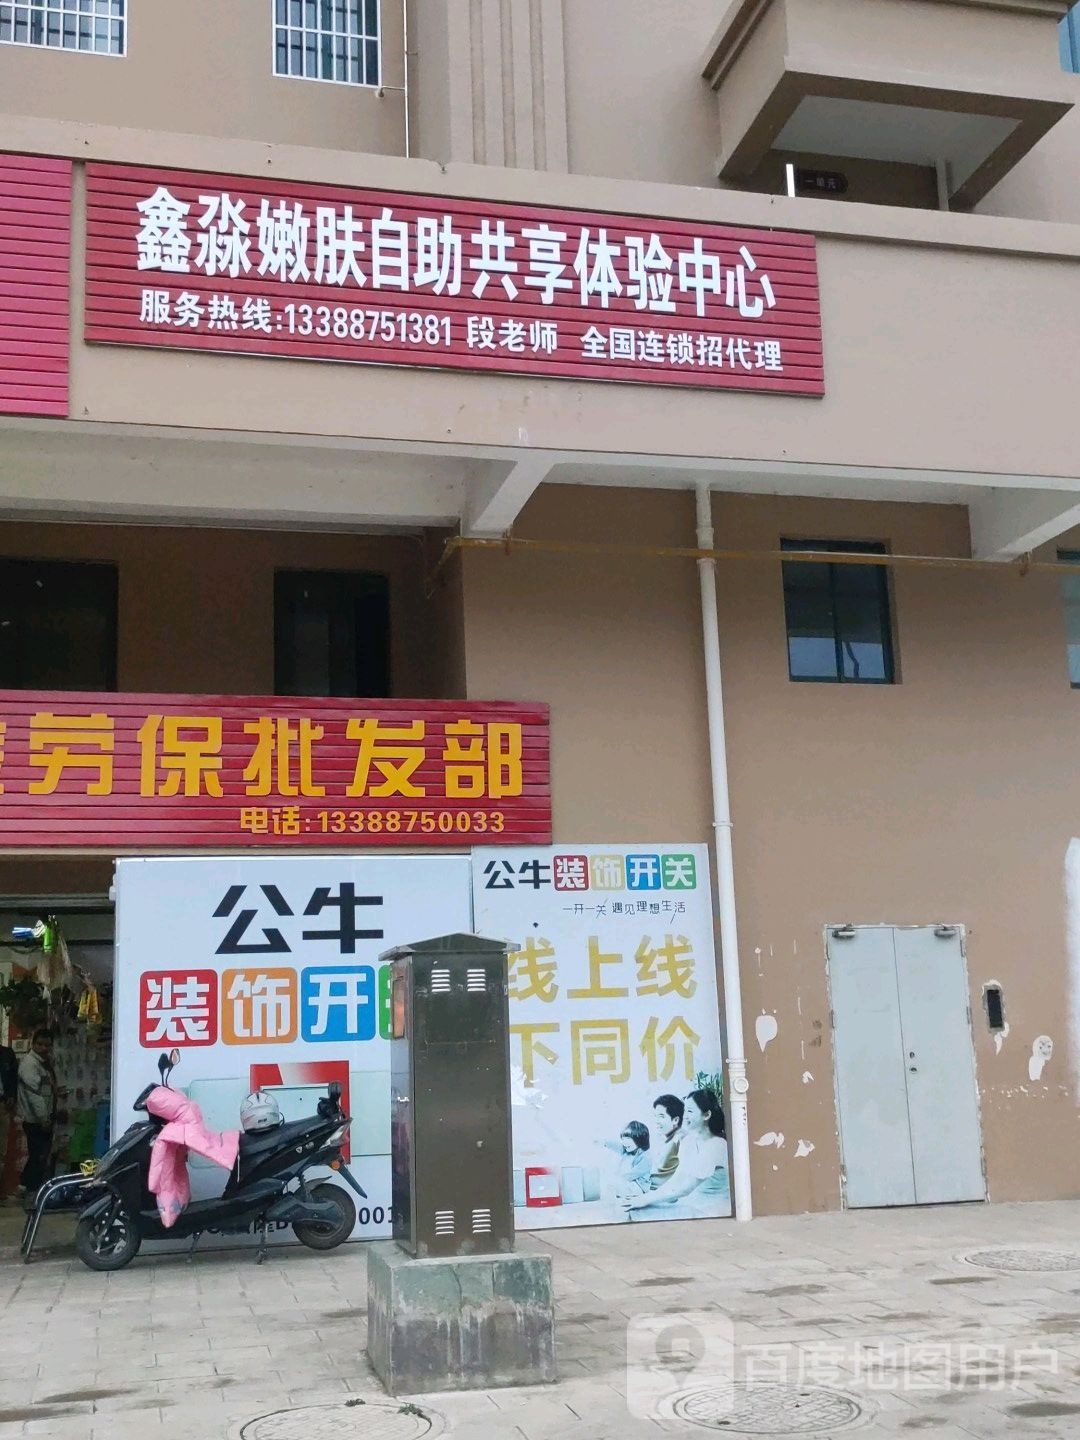 一单元
鑫淼嫩肤自助共享体验中心
服务热线:13388751381 段老师 全国连锁招代理
劳保批发部
电话:13388750033
公牛
装饰开
公牛装饰开关
一开一关 遇见理想生活
线上线
下同价
百度地图用户